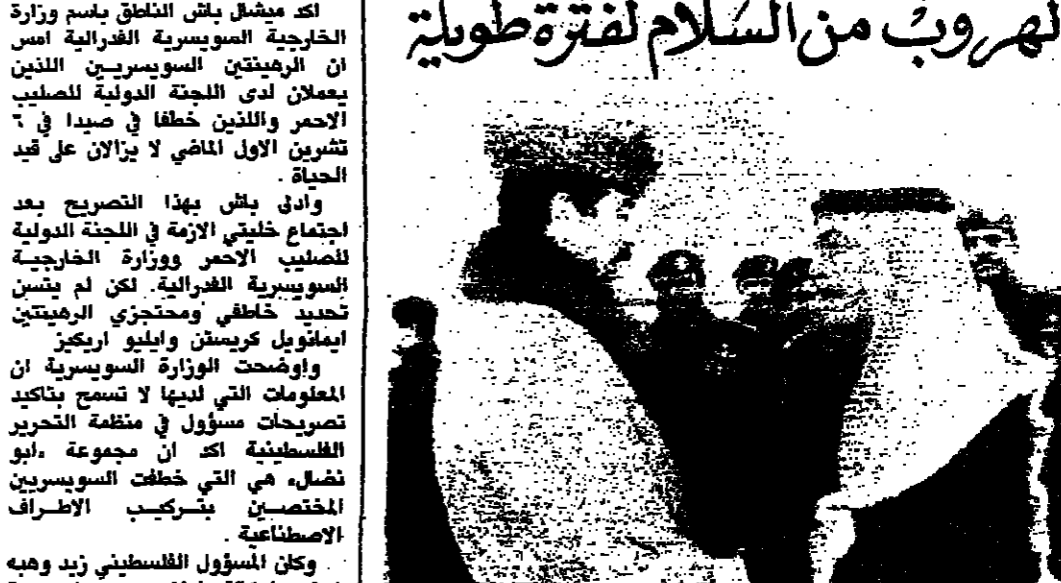 لهروب من السلام لفترة طويلة
اكد ميشال باش الناطق باسم وزارة
الخارجية السويسرية الفدرالية امس
ان الرهينتين السويسريين اللذين
يعملان لدى اللجنة الدولية للصليب
الاحمر واللذين خطفا في صيدا في ٦
تشرين الاول الماضي لا يزالان على قيد
الحياة .
وادلى باش بهذا التصريح بعد
اجتماع خليتي الازمة في اللجنة الدولية
للصليب الاحمر ووزارة الخارجية
السويسرية الفدرالية. لكن لم يتسن
تحديد خاطفي ومحتجزي الرهينتين
ايمانويل كريستن وايليو اريكيز
واوضحت الوزارة السويسرية ان
المعلومات التي لديها لا تسمح بتاكيد
تصريحات مسؤول في منظمة التحرير
الفلسطينية اكد ان مجموعة «ابو
نضال» هي التي خطفت السويسريين
المختصين بتركيب الاطراف
الاصطناعية .
وكان المسؤول الفلسطيني زيد وهبه